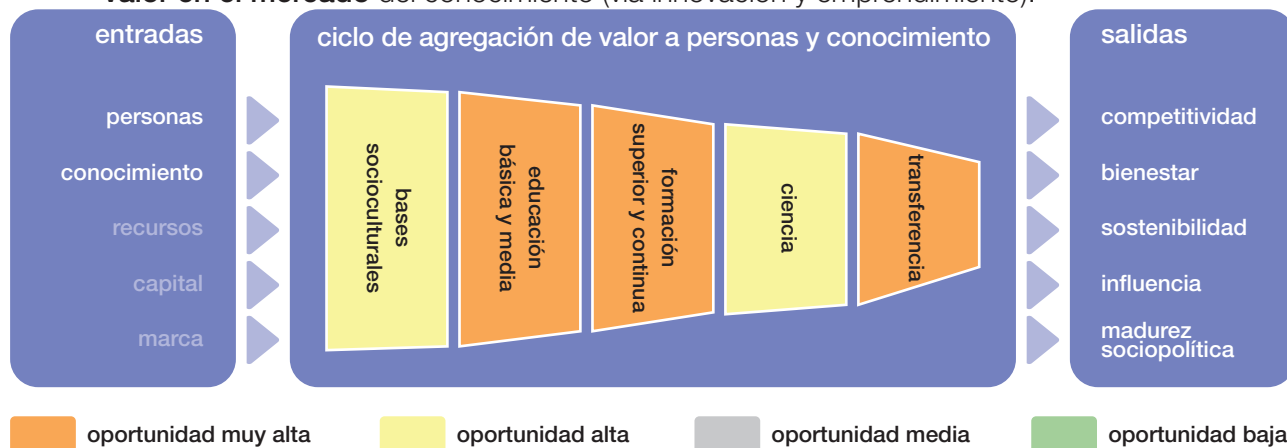 valor en el mercado del conocimiento (vía innovación y emprendimiento).
entradas
personas
conocimiento
recursos
capital
marca
ciclo de agregación de valor a personas y conocimiento
bases
socioculturales
educación
básica y media
formación
superior y continua
ciencia
transferencia
salidas
competitividad
bienestar
sostenibilidad
influencia
madurez
sociopolítica
oportunidad muy alta
oportunidad alta
oportunidad media
oportunidad baja